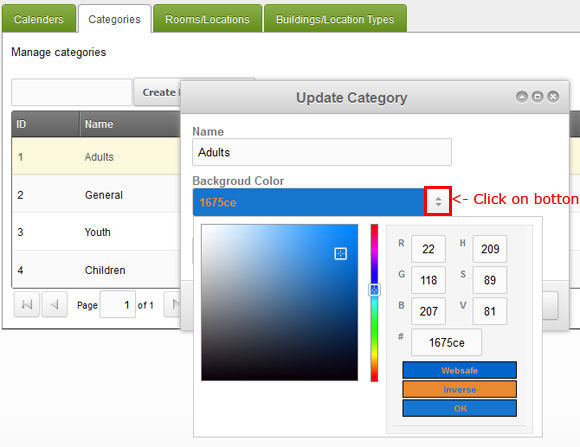 Calenders Categories Rooms/Locations Buildings/Location Types
Manage categories
Create
Update Category
ID Name
Name
1 Adults
Adults
Backgroud Color
2 General
1675ce
<- Click on botton
3 Youth
4 Children
R 22 H 209
G 118 S 89
B 207 V 81
Page 1 of 1
# 1675ce
Websafe
Inverse
OK